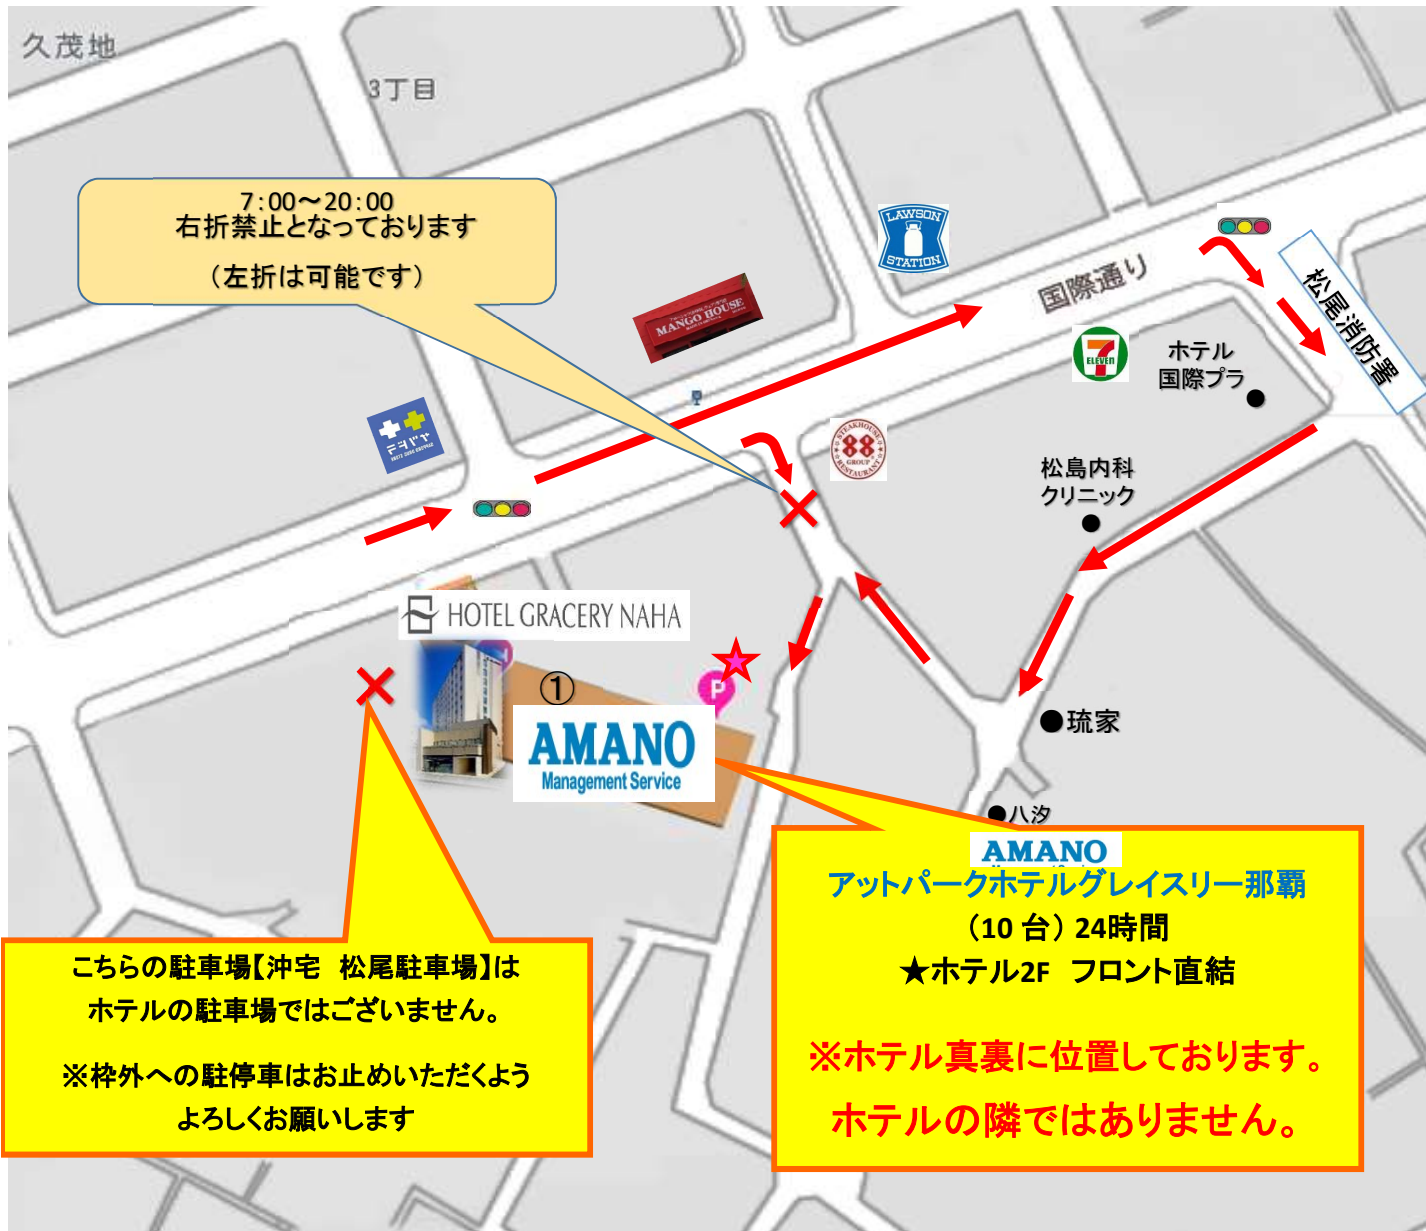 久茂地
3丁目
7:00～20:00
右折禁止となっております
（左折は可能です）
LAWSON
STATION
国際通り
松尾消防署
MANGO HOUSE
7
ELEVEN
ホテル
国際プラ
STEAKHOUSE
88
GROUP
RESTAURANT
松島内科
クリニック
HOTEL GRACERY NAHA
①
P
AMANO
Management Service
●琉家
●八汐
AMANO
アットパークホテルグレイスリー那覇
（10 台） 24時間
★ホテル2F　フロント直結
※ホテル真裏に位置しております。
ホテルの隣ではありません。
こちらの駐車場【沖宅　松尾駐車場】は
ホテルの駐車場ではございません。
※枠外への駐停車はお止めいただくよう
よろしくお願いします